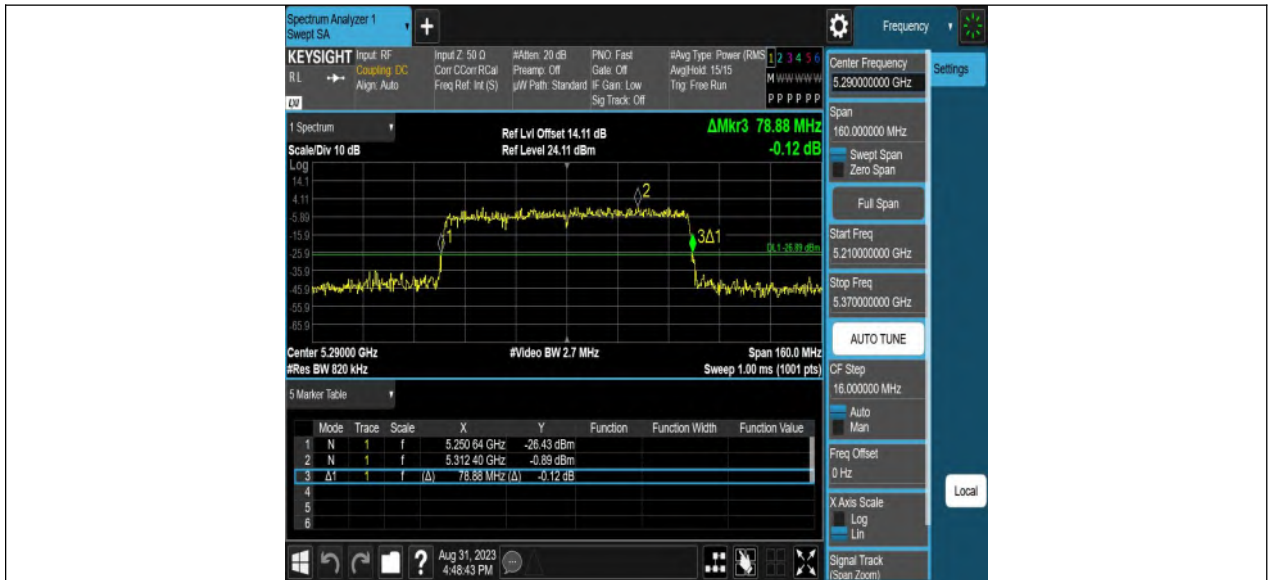 Spectrum Analyzer 1
Swept SA
+
Frequency
KEYSIGHT
RL
LXI
Input: RF
Coupling: DC
Align: Auto
Input Z: 50 Ω
Corr CCorr RCal
Freq Ref: Int (S)
#Atten: 20 dB
Preamp: Off
µW Path: Standard
PNO: Fast
Gate: Off
IF Gain: Low
Sig Track: Off
#Avg Type: Power (RMS
Avg|Hold: 15/15
Trig: Free Run
1 2 3 4 5 6
M W W W W W
P P P P P P
1 Spectrum
Scale/Div 10 dB
Ref Lvl Offset 14.11 dB
Ref Level 24.11 dBm
ΔMkr3 78.88 MHz
-0.12 dB
Log
14.1
4.11
-5.89
-15.9
-25.9
-35.9
-45.9
-55.9
-65.9
1
2
3Δ1
DL1 -26.89 dBm
Center 5.29000 GHz
#Res BW 820 kHz
#Video BW 2.7 MHz
Span 160.0 MHz
Sweep 1.00 ms (1001 pts)
5 Marker Table
Mode Trace Scale X Y Function Function Width Function Value
1 N 1 f 5.250 64 GHz -26.43 dBm
2 N 1 f 5.312 40 GHz -0.89 dBm
3 Δ1 1 f (Δ) 78.88 MHz (Δ) -0.12 dB
4
5
6
?
Aug 31, 2023
4:48:43 PM
Center Frequency
5.290000000 GHz
Settings
Span
160.000000 MHz
Swept Span
Zero Span
Full Span
Start Freq
5.210000000 GHz
Stop Freq
5.370000000 GHz
AUTO TUNE
CF Step
16.000000 MHz
Auto
Man
Freq Offset
0 Hz
X Axis Scale
Log
Lin
Local
Signal Track
(Span Zoom)